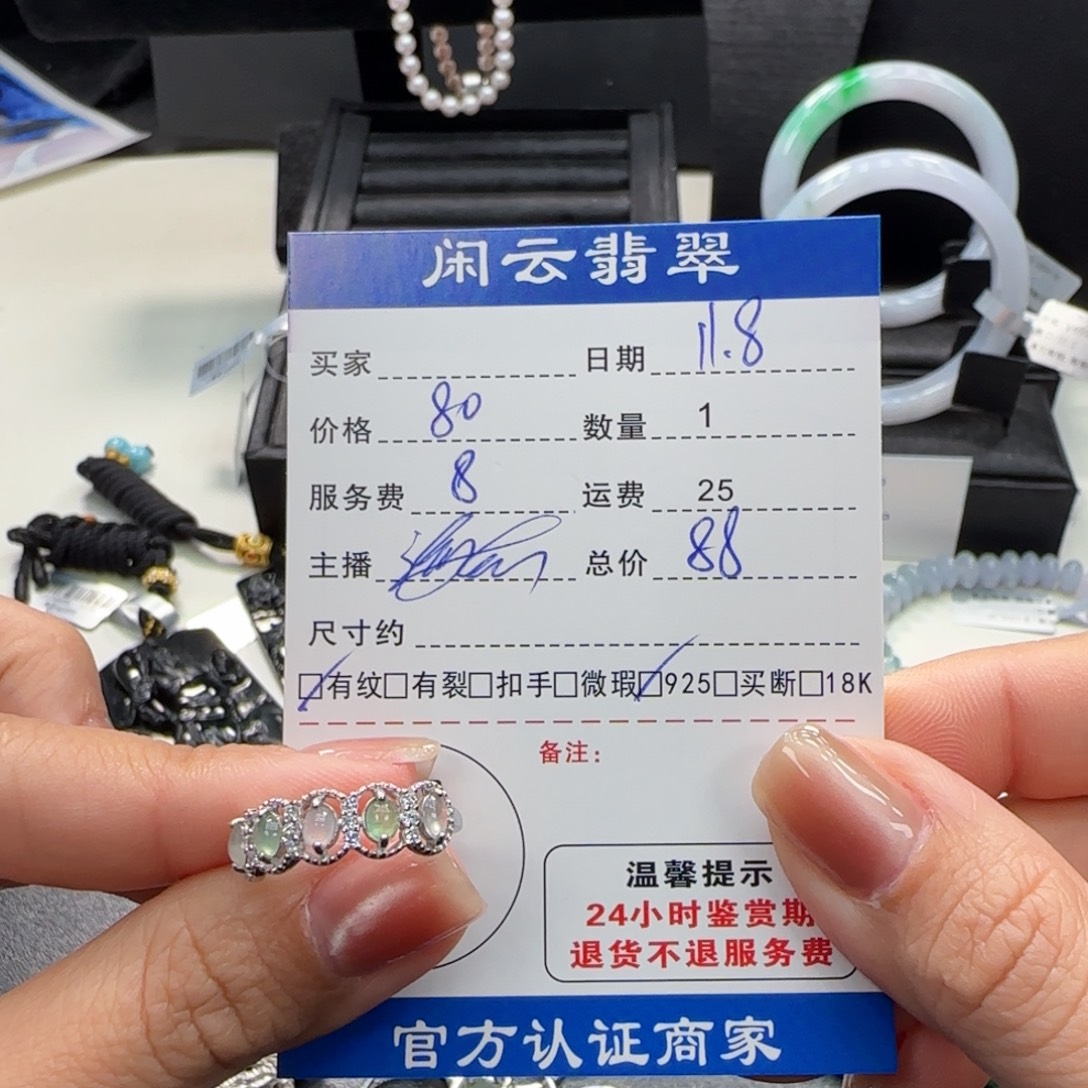 闲云翡翠
买家 日期 11.8
价格 80 数量 1
服务费 8 运费 25
主播 总价 88
尺寸约
☑有纹□有裂□扣手□微瑕☑925□买断□18K
备注：
温馨提示
24小时鉴赏期
退货不退服务费
官方认证商家